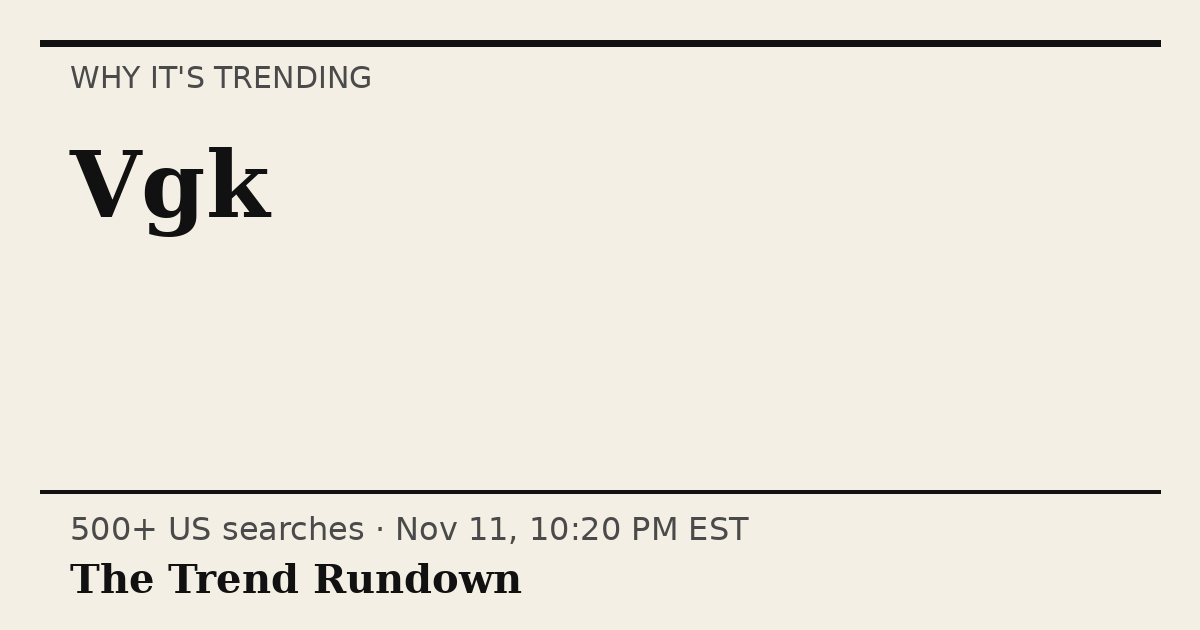 WHY IT'S TRENDING
Vgk
500+ US searches · Nov 11, 10:20 PM EST
The Trend Rundown